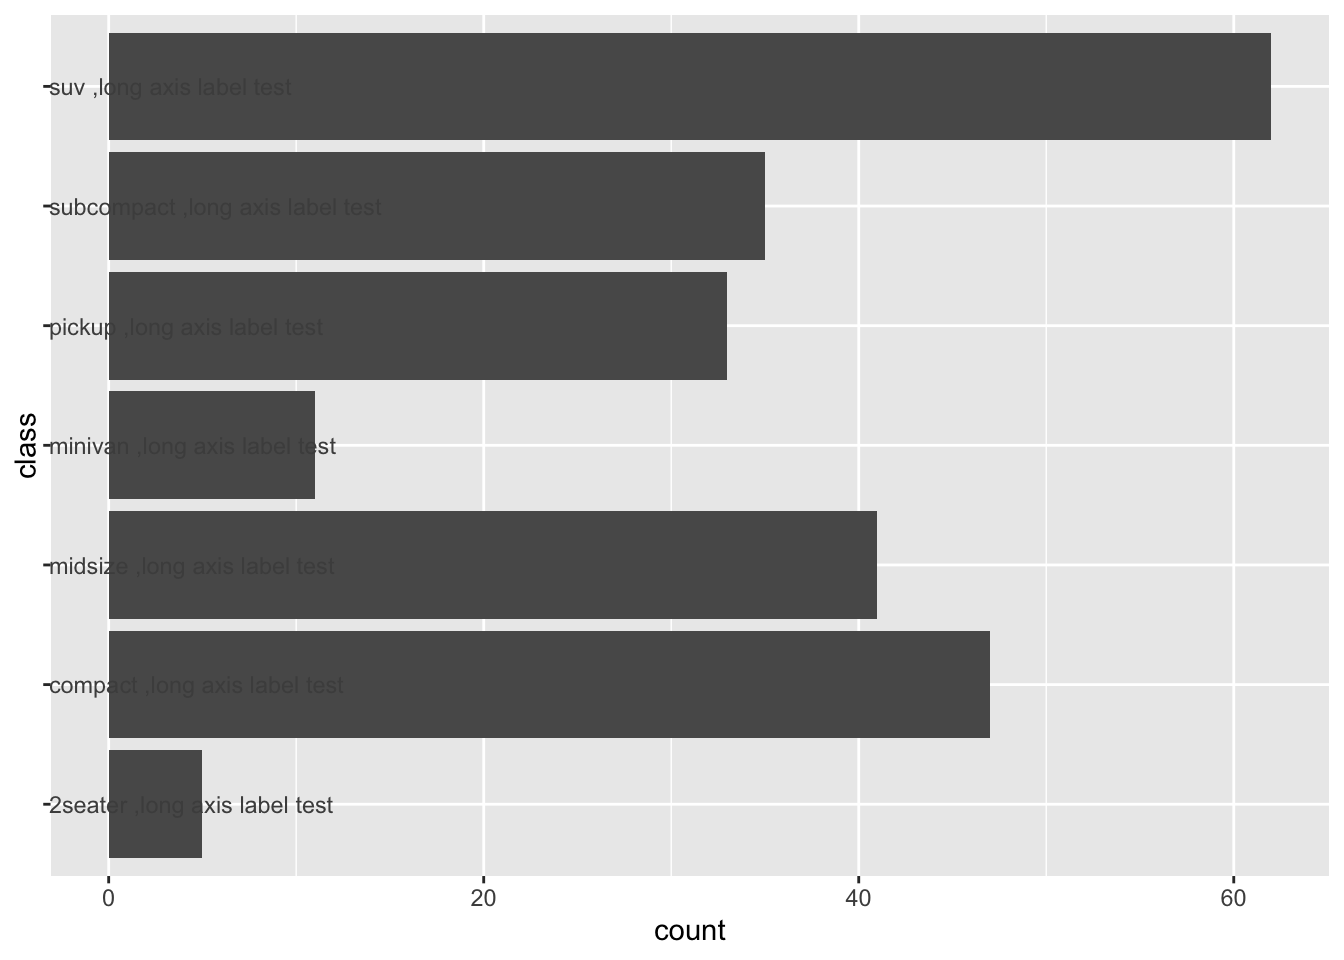 suv ,long axis label test
subcompact ,long axis label test
pickup ,long axis label test
minivan ,long axis label test
midsize ,long axis label test
compact ,long axis label test
2seater ,long axis label test
class
0 20 40 60
count